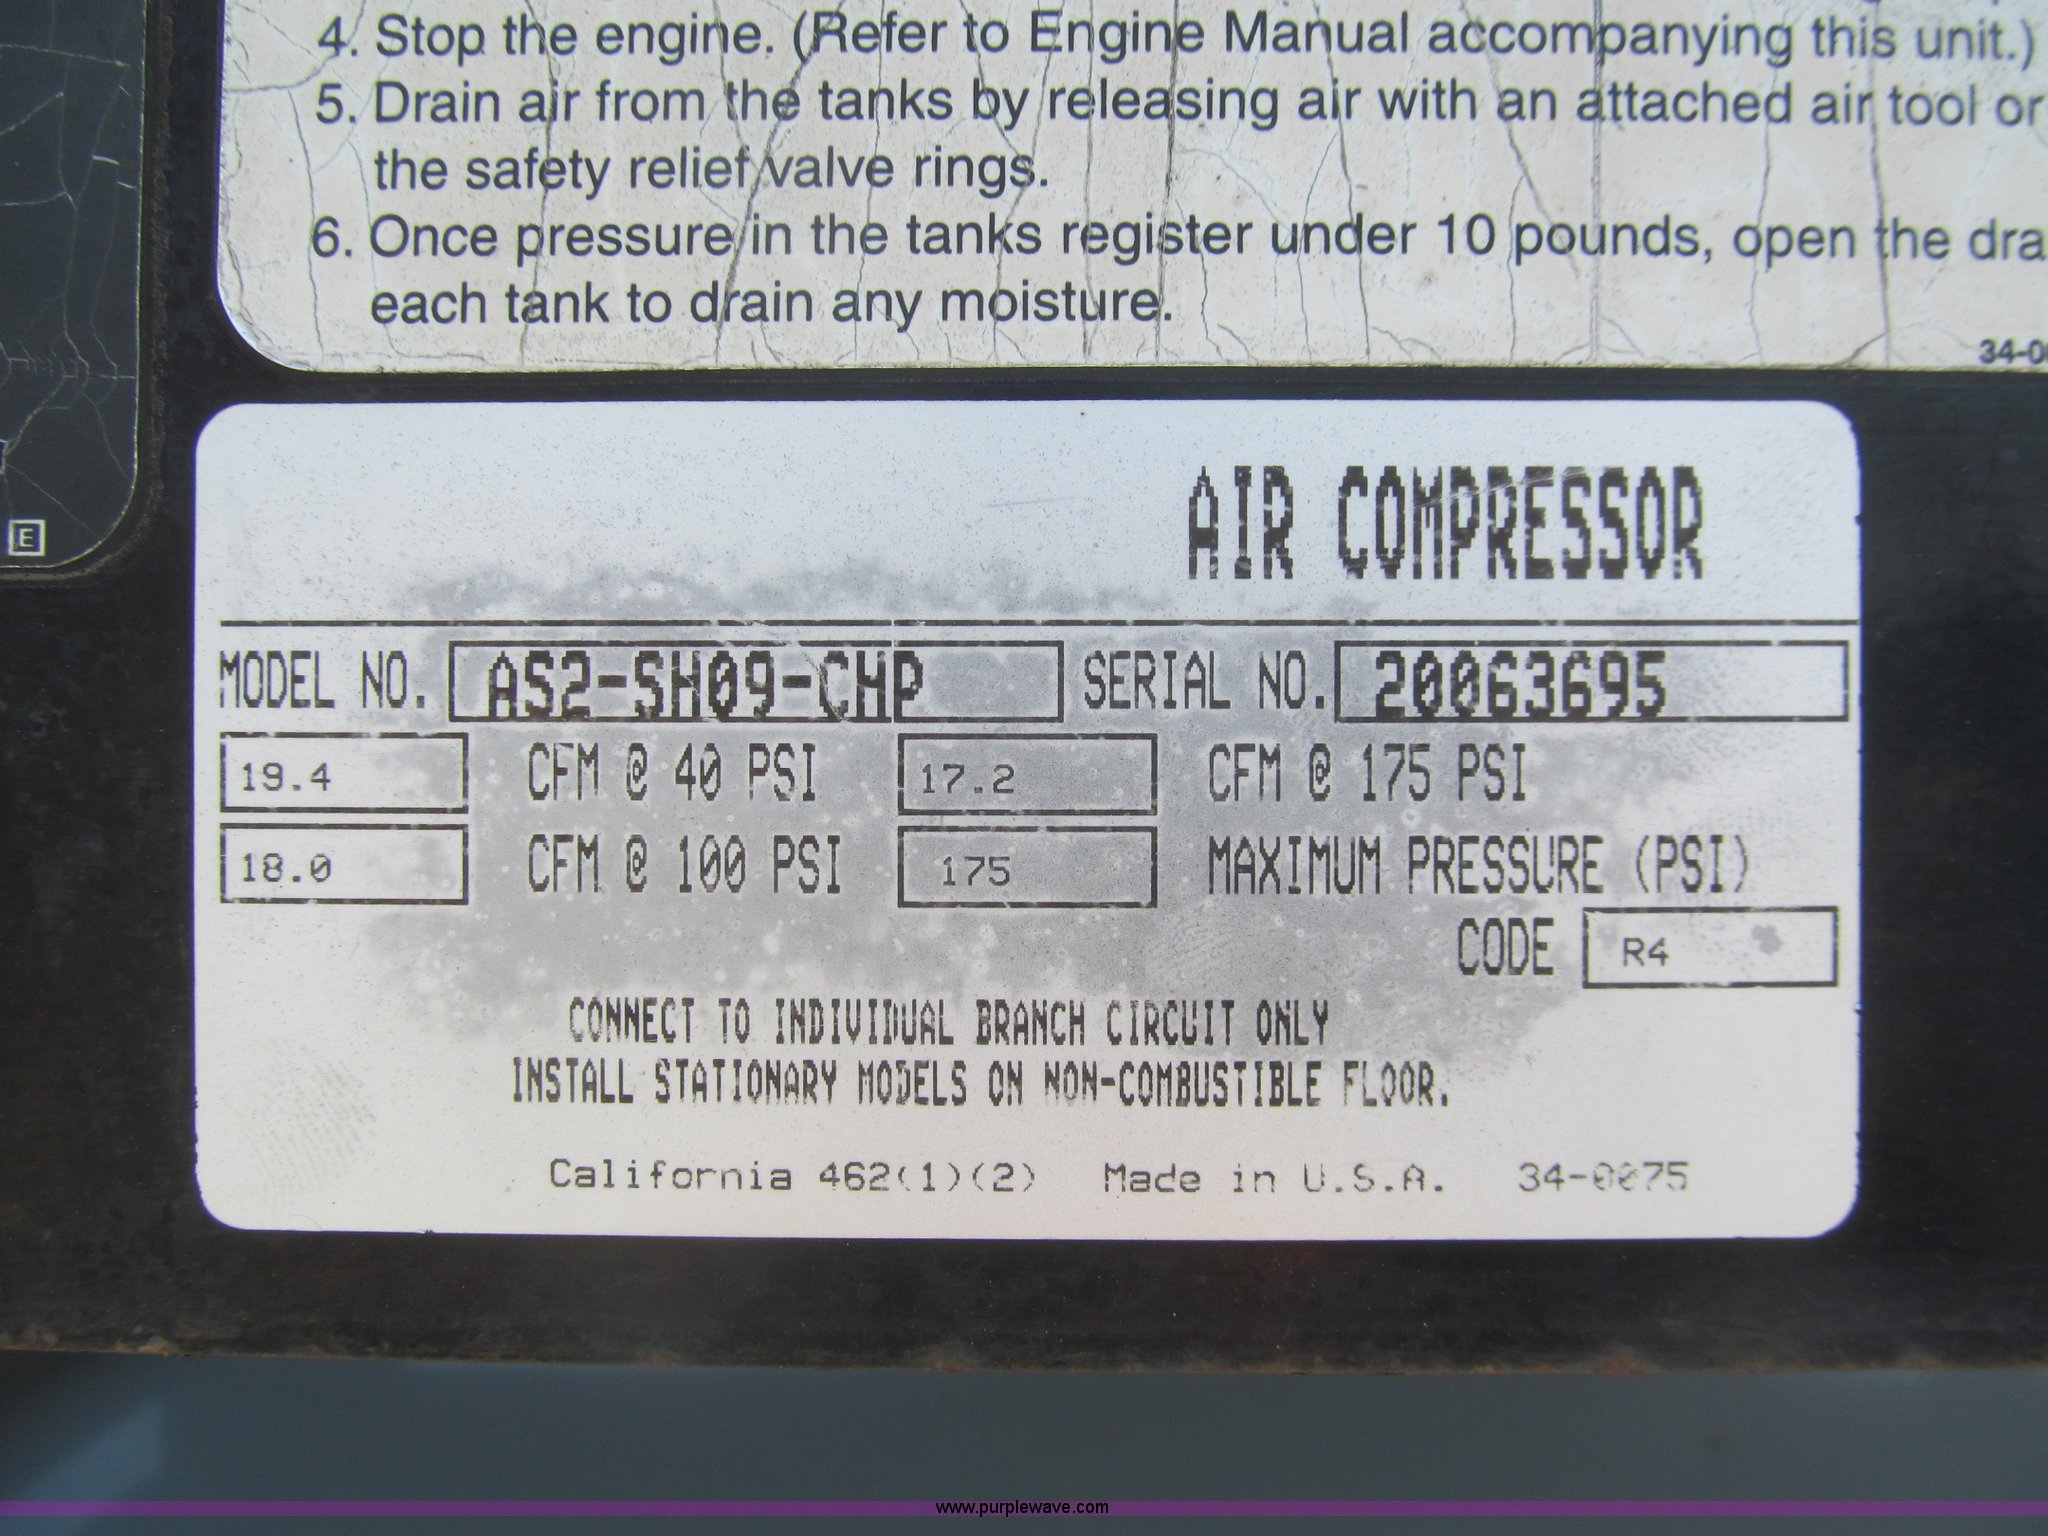 4. Stop the engine. (Refer to Engine Manual accompanying this unit.)
5. Drain air from the tanks by releasing air with an attached air tool or
the safety relief valve rings.
6. Once pressure in the tanks register under 10 pounds, open the dra
each tank to drain any moisture.
34-0
E
AIR COMPRESSOR
MODEL NO. AS2-SH09-CHP SERIAL NO. 20063695
19.4 CFM @ 40 PSI 17.2 CFM @ 175 PSI
18.0 CFM @ 100 PSI 175 MAXIMUM PRESSURE (PSI)
CODE R4
CONNECT TO INDIVIDUAL BRANCH CIRCUIT ONLY
INSTALL STATIONARY MODELS ON NON-COMBUSTIBLE FLOOR.
California 462(1)(2) Made in U.S.A. 34-0075
www.purplewave.com